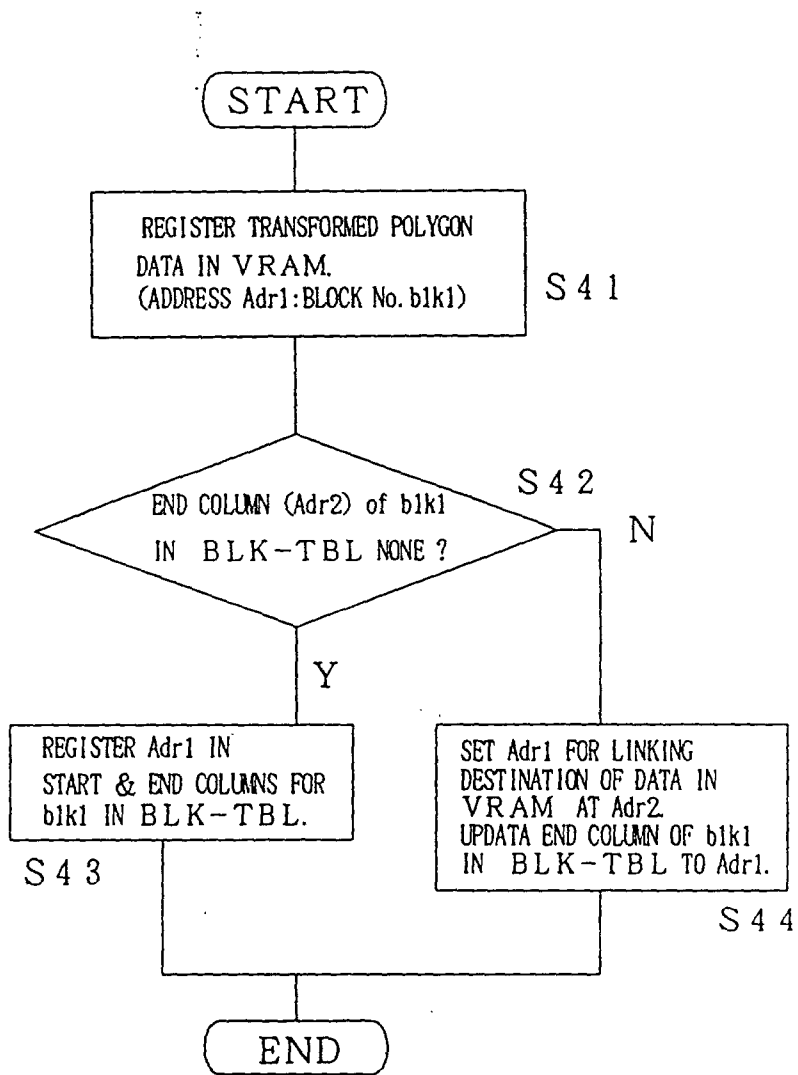 START
REGISTER TRANSFORMED POLYGON
DATA IN VRAM.
(ADDRESS Adr1:BLOCK No. blk1)
S41
S42
END COLUMN (Adr2) of blk1
IN BLK-TBL NONE ?
N
Y
REGISTER Adr1 IN
START & END COLUMNS FOR
blk1 IN BLK-TBL.
S43
SET Adr1 FOR LINKING
DESTINATION OF DATA IN
VRAM AT Adr2.
UPDATA END COLUMN OF blk1
IN BLK-TBL TO Adr1.
S44
END